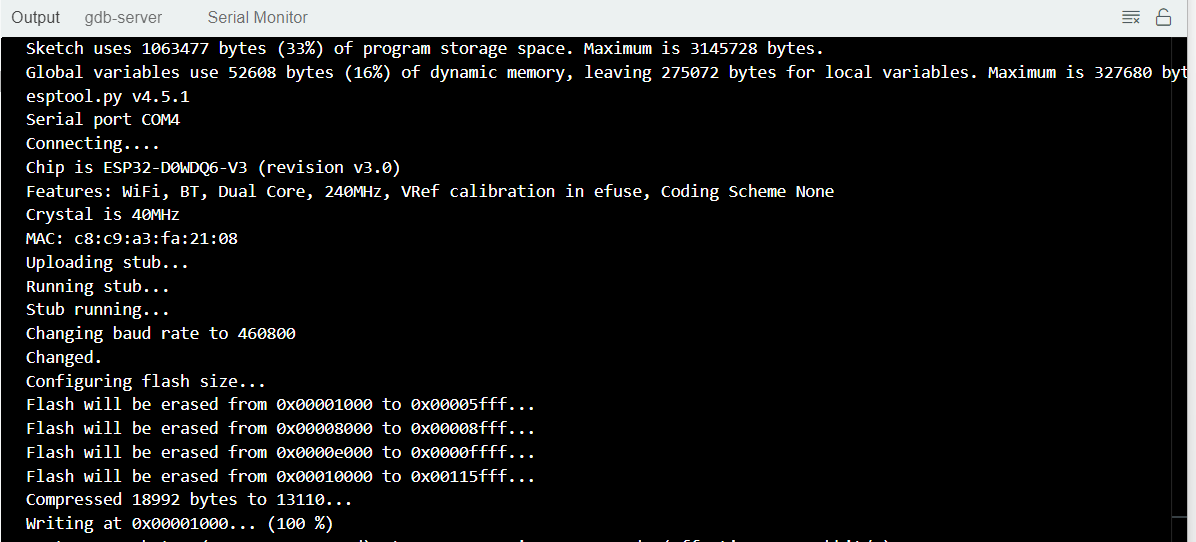 Output gdb-server Serial Monitor
Sketch uses 1063477 bytes (33%) of program storage space. Maximum is 3145728 bytes.
Global variables use 52608 bytes (16%) of dynamic memory, leaving 275072 bytes for local variables. Maximum is 327680 byt
esptool.py v4.5.1
Serial port COM4
Connecting....
Chip is ESP32-D0WDQ6-V3 (revision v3.0)
Features: WiFi, BT, Dual Core, 240MHz, VRef calibration in efuse, Coding Scheme None
Crystal is 40MHz
MAC: c8:c9:a3:fa:21:08
Uploading stub...
Running stub...
Stub running...
Changing baud rate to 460800
Changed.
Configuring flash size...
Flash will be erased from 0x00001000 to 0x00005fff...
Flash will be erased from 0x00008000 to 0x00008fff...
Flash will be erased from 0x0000e000 to 0x0000ffff...
Flash will be erased from 0x00010000 to 0x00115fff...
Compressed 18992 bytes to 13110...
Writing at 0x00001000... (100 %)